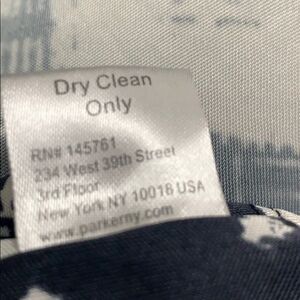 Dry Clean
Only
RN# 145761
234 West 39th Street
3rd Floor
New York NY 10018 USA
www.parkerny.com